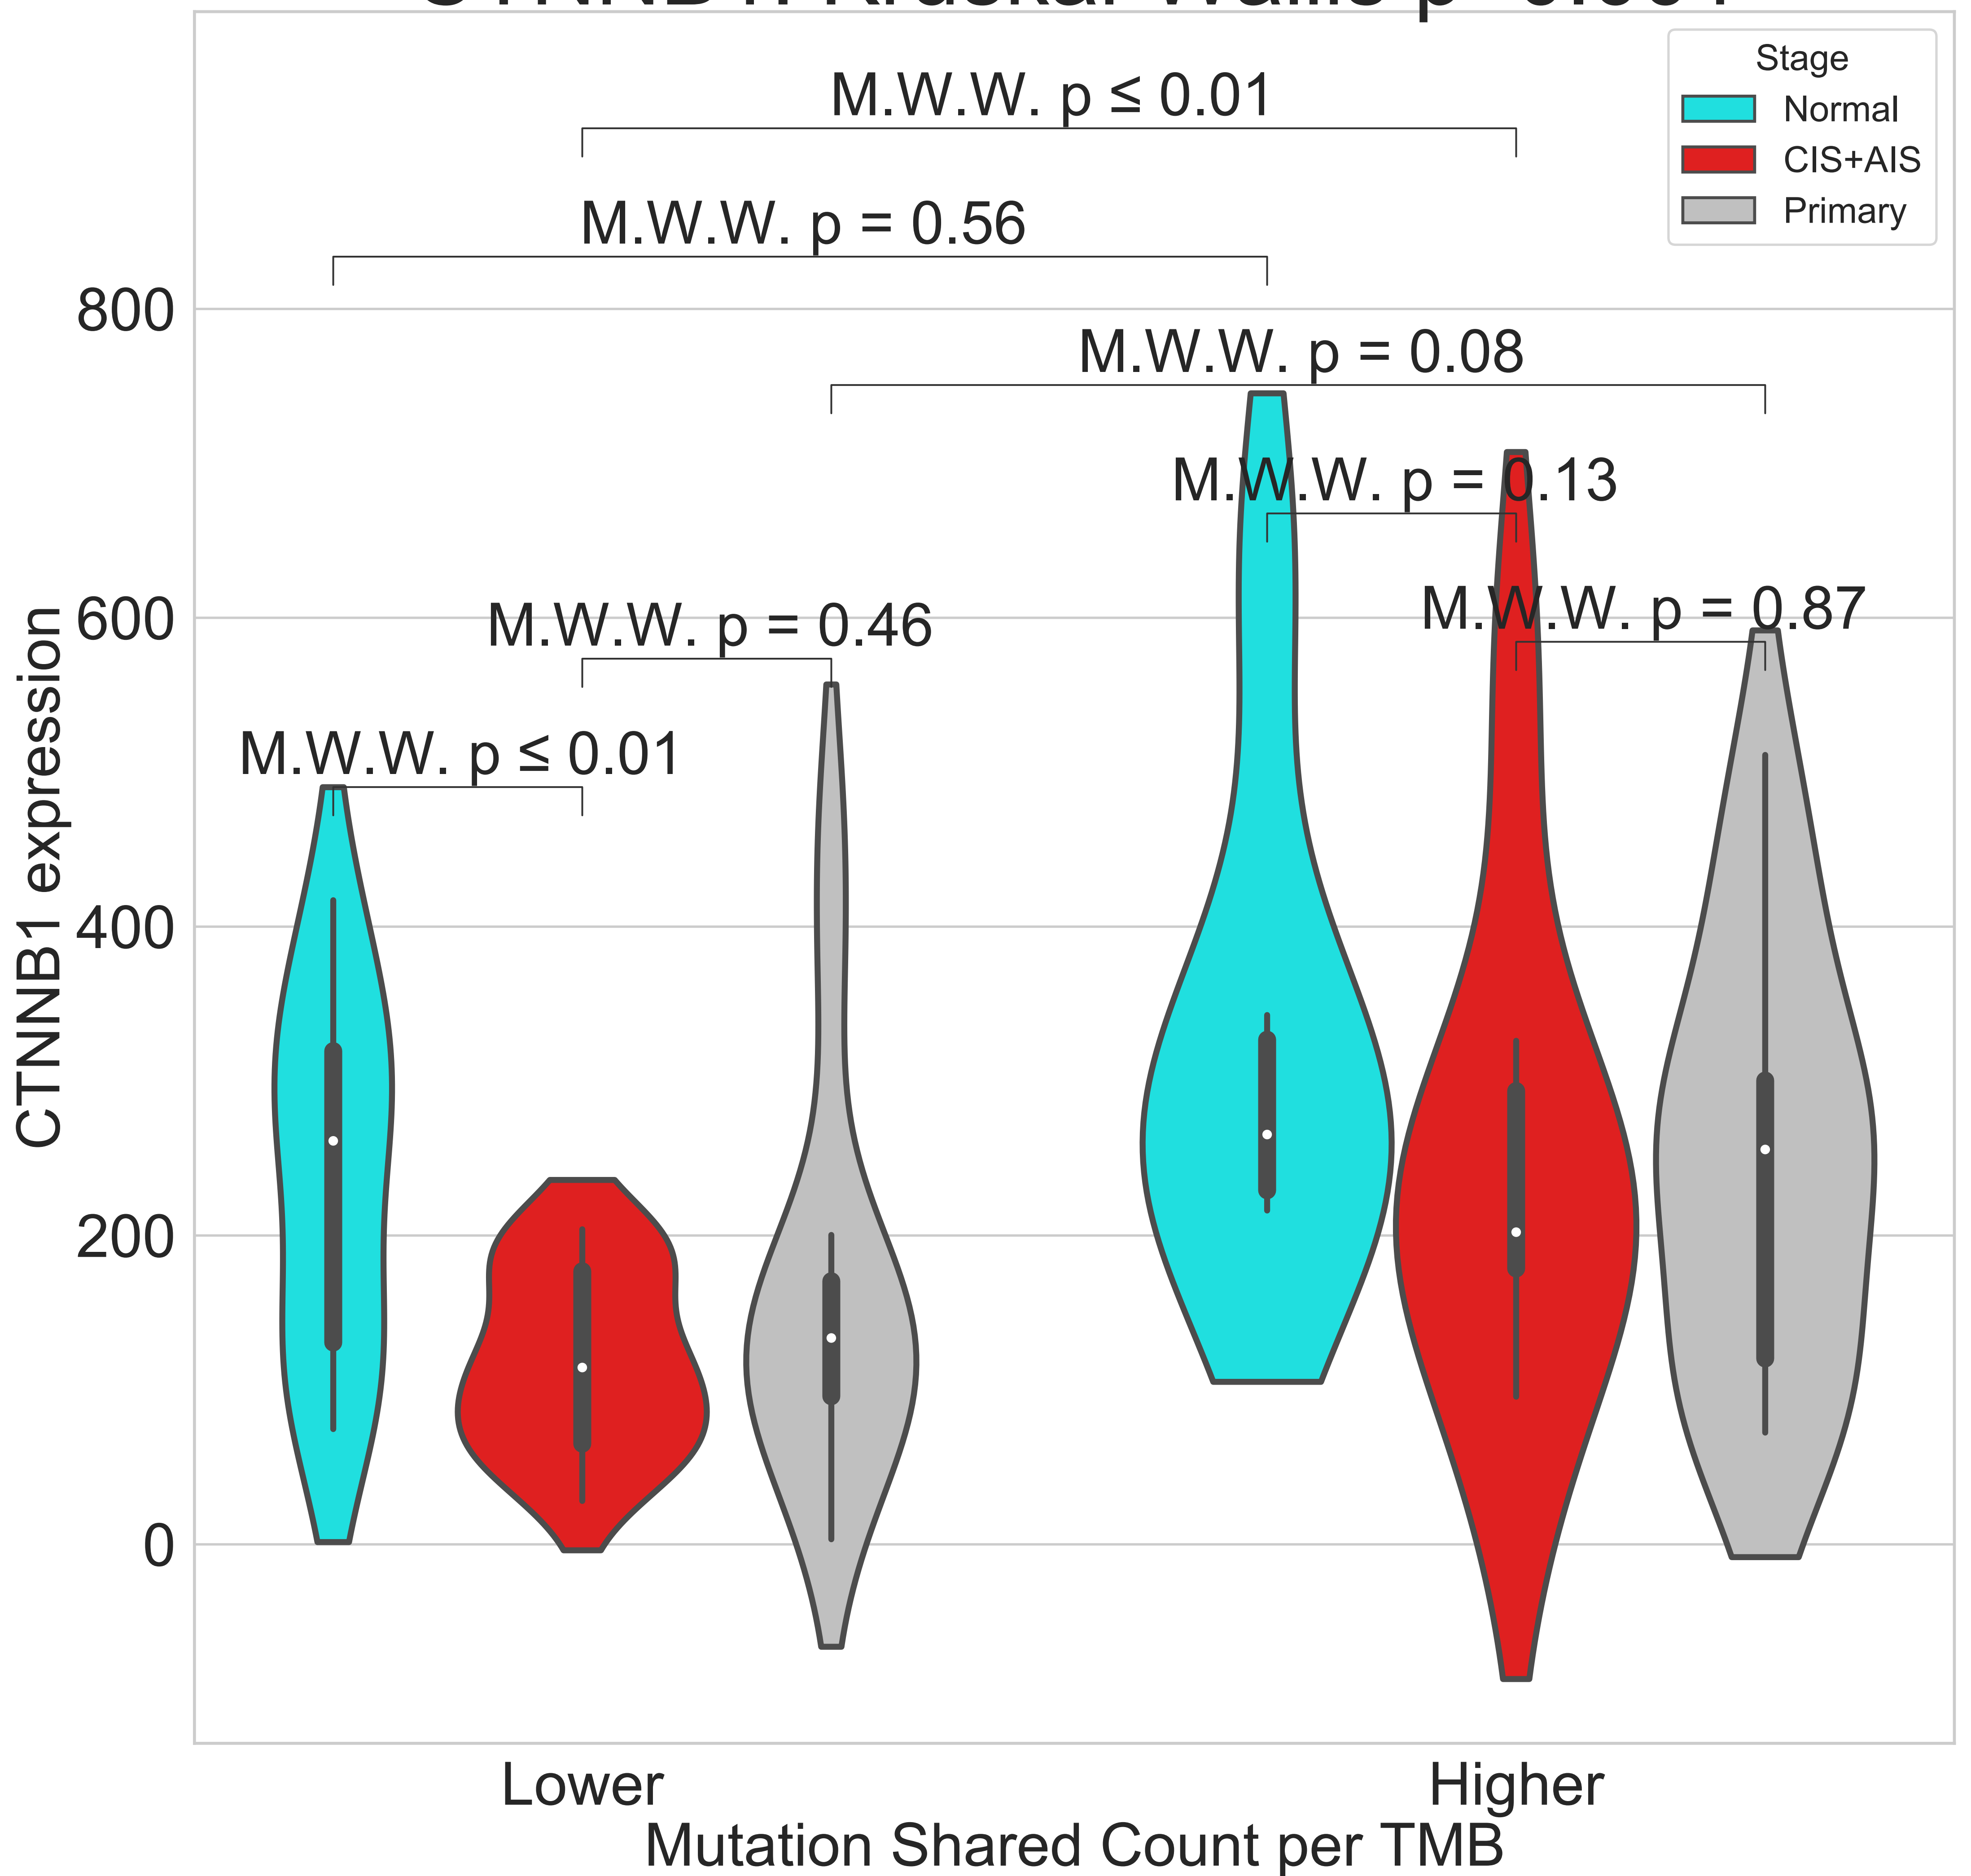 Stage
Normal
CIS+AIS
Primary
M.W.W. p ≤ 0.01
M.W.W. p = 0.56
M.W.W. p = 0.08
M.W.W. p = 0.13
M.W.W. p = 0.87
M.W.W. p = 0.46
M.W.W. p ≤ 0.01
800
600
400
200
0
CTNNB1 expression
Lower
Higher
Mutation Shared Count per TMB